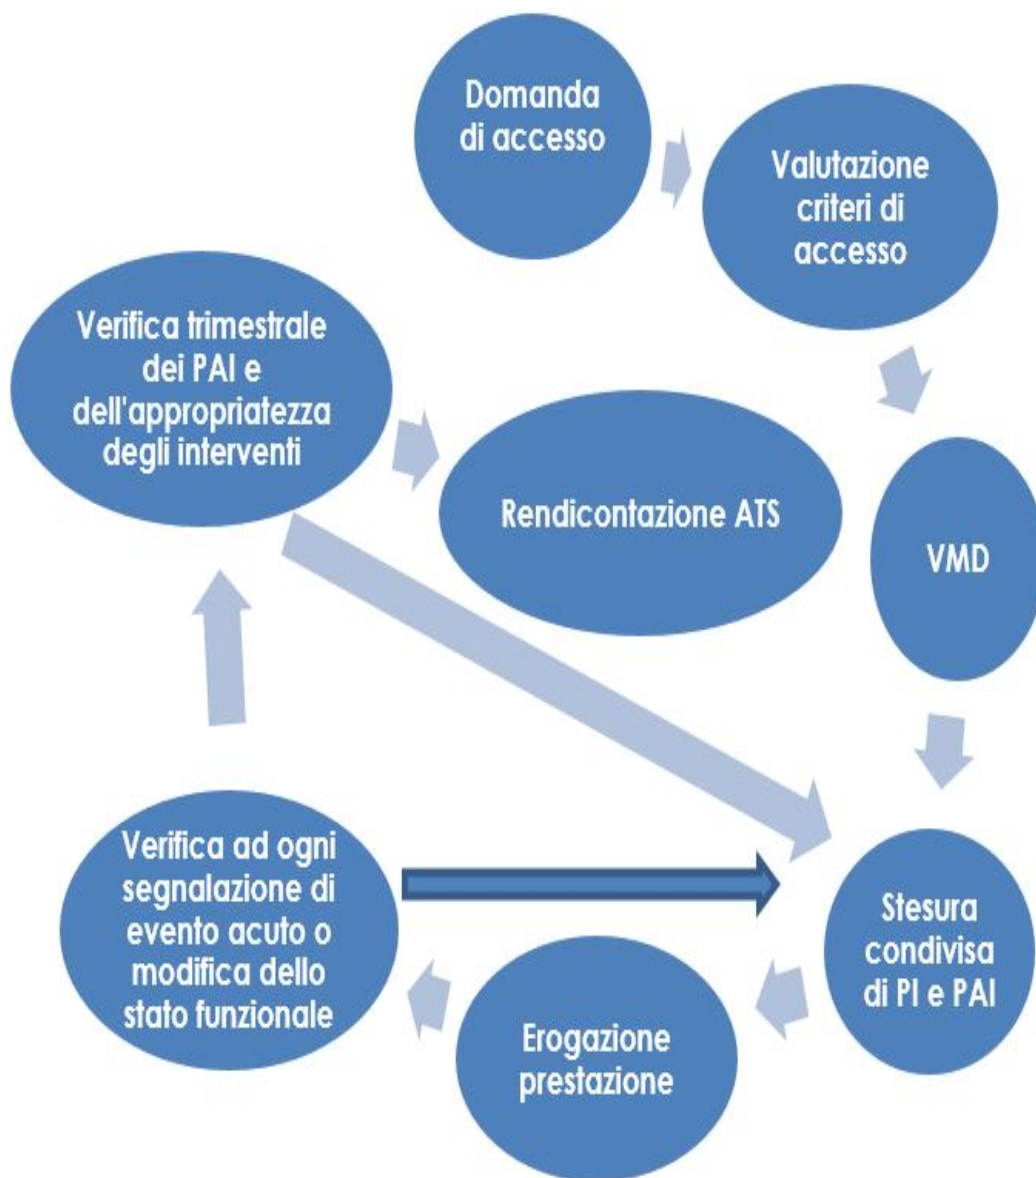 Domanda
di accesso
Valutazione
criteri di
accesso
VMD
Stesura
condivisa
di PI e PAI
Erogazione
prestazione
Verifica ad ogni
segnalazione di
evento acuto o
modifica dello
stato funzionale
Verifica trimestrale
dei PAI e
dell'appropriatezza
degli interventi
Rendicontazione ATS